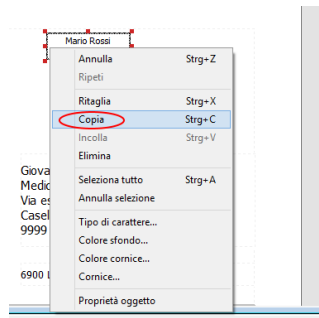 Mario Rossi
Annulla Strg+Z
Ripeti
Ritaglia Strg+X
Copia Strg+C
Incolla Strg+V
Elimina
Seleziona tutto Strg+A
Annulla selezione
Tipo di carattere...
Colore sfondo...
Colore cornice...
Cornice...
Proprietà oggetto
Giova
Medic
Via es
Casel
9999
6900